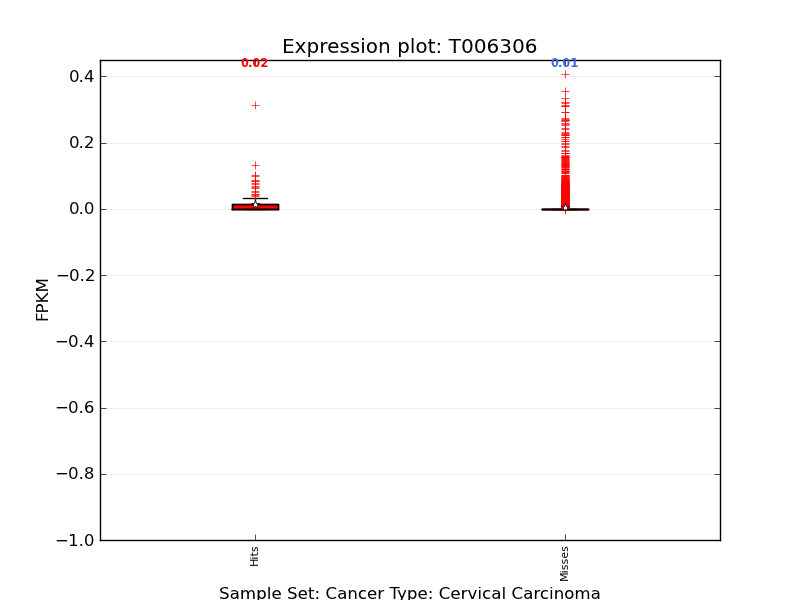 Expression plot: T006306
0.02
0.01
0.4
0.2
0.0
−0.2
−0.4
−0.6
−0.8
−1.0
FPKM
Hits
Misses
Sample Set: Cancer Type: Cervical Carcinoma